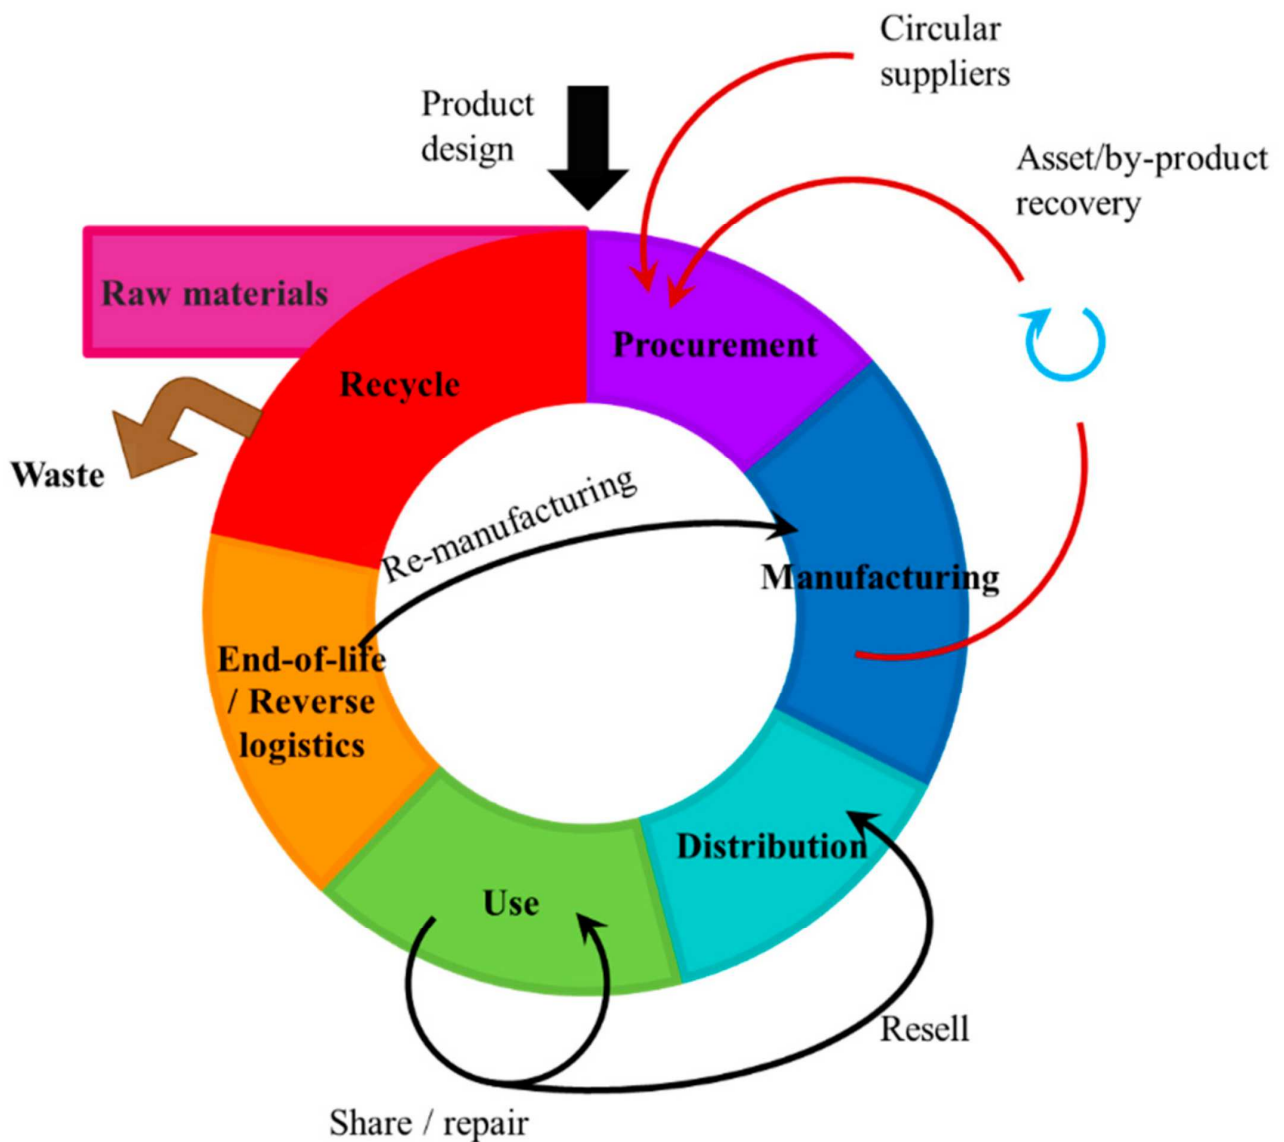 Circular
suppliers
Product
design
Asset/by-product
recovery
Raw materials
Procurement
Recycle
Waste
Re-manufacturing
Manufacturing
End-of-life
/ Reverse
logistics
Distribution
Use
Resell
Share / repair